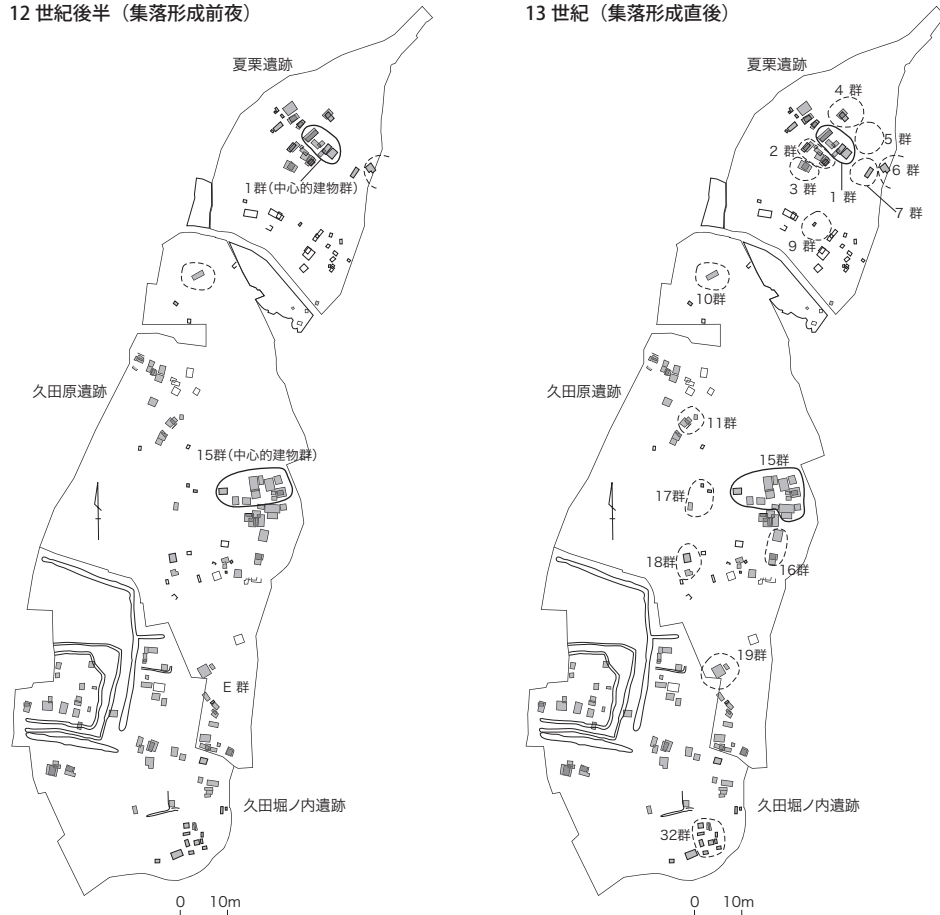 12 世紀後半（集落形成前夜）
夏栗遺跡
1群（中心的建物群）
久田原遺跡
15群（中心的建物群）
E 群
久田堀ノ内遺跡
0 10m
13 世紀（集落形成直後）
夏栗遺跡
4 群
5 群
2 群
6 群
3 群
1 群
7 群
9 群
10群
久田原遺跡
11群
15群
17群
18群
16群
19群
久田堀ノ内遺跡
32群
0 10m